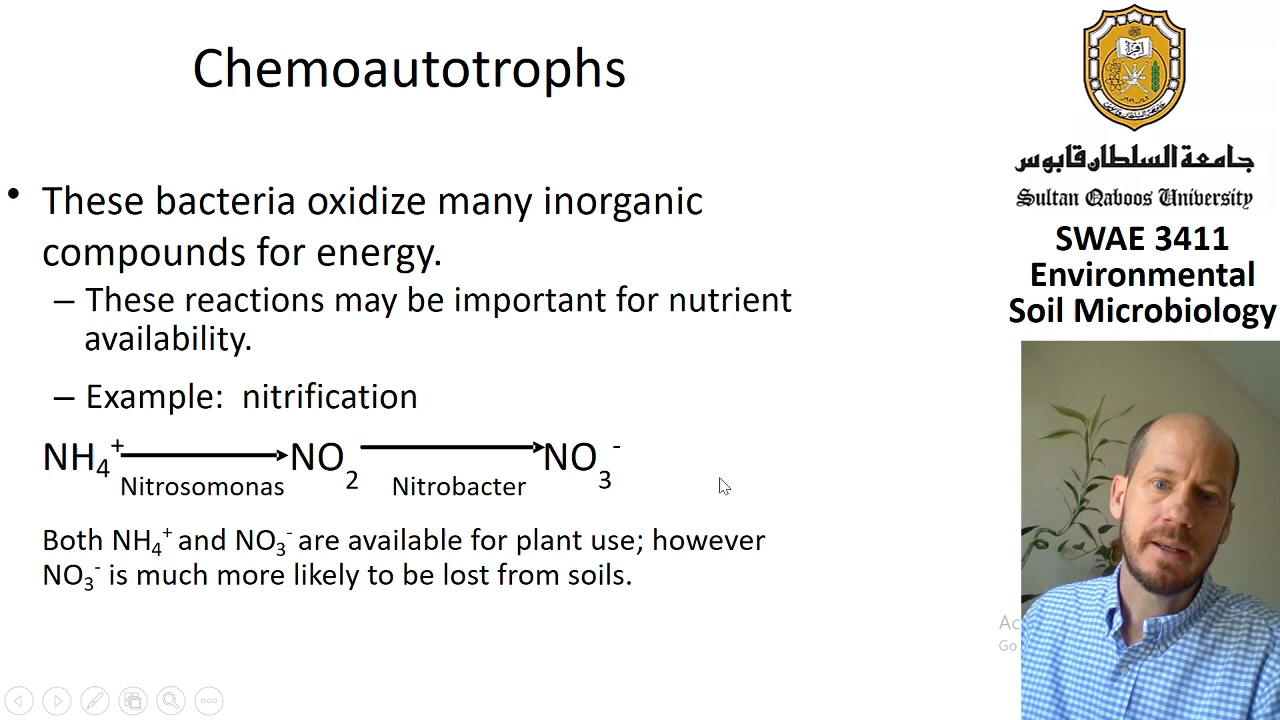 Chemoautotrophs
• These bacteria oxidize many inorganic
compounds for energy.
– These reactions may be important for nutrient
availability.
– Example: nitrification
NH₄⁺ → NO₂ → NO₃⁻
Nitrosomonas Nitrobacter
Both NH₄⁺ and NO₃⁻ are available for plant use; however
NO₃⁻ is much more likely to be lost from soils.
جامعة السلطان قابوس
Sultan Qaboos University
SWAE 3411
Environmental
Soil Microbiology
Ac
Go